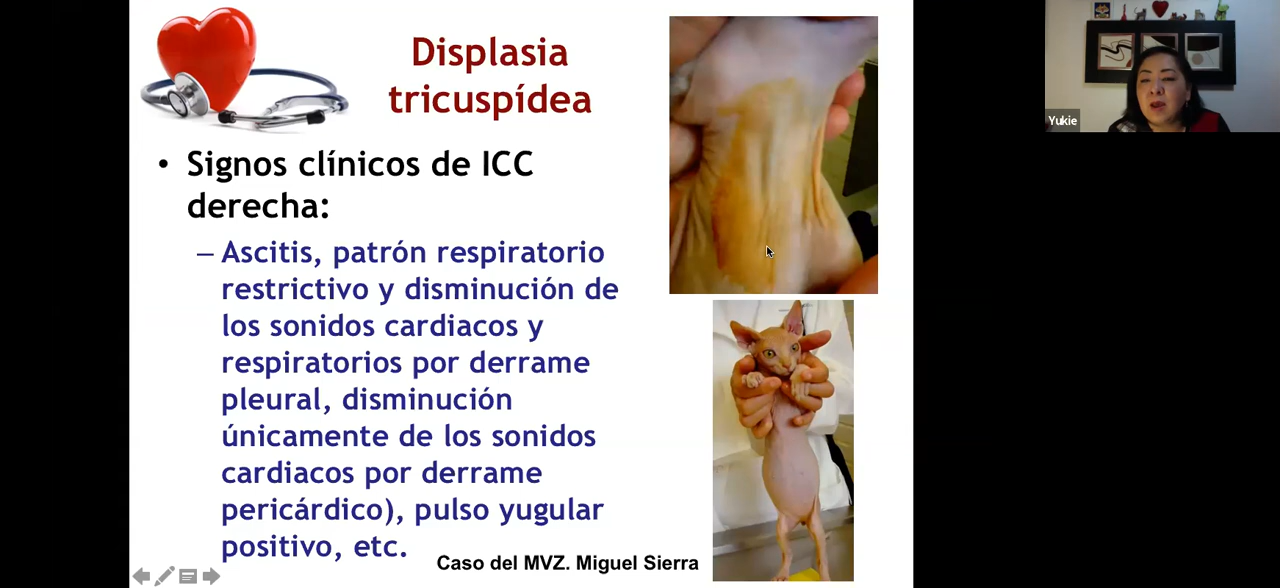 Displasia
tricuspídea
• Signos clínicos de ICC
derecha:
– Ascitis, patrón respiratorio
restrictivo y disminución de
los sonidos cardiacos y
respiratorios por derrame
pleural, disminución
únicamente de los sonidos
cardiacos por derrame
pericárdico), pulso yugular
positivo, etc.
Caso del MVZ. Miguel Sierra
Yukie